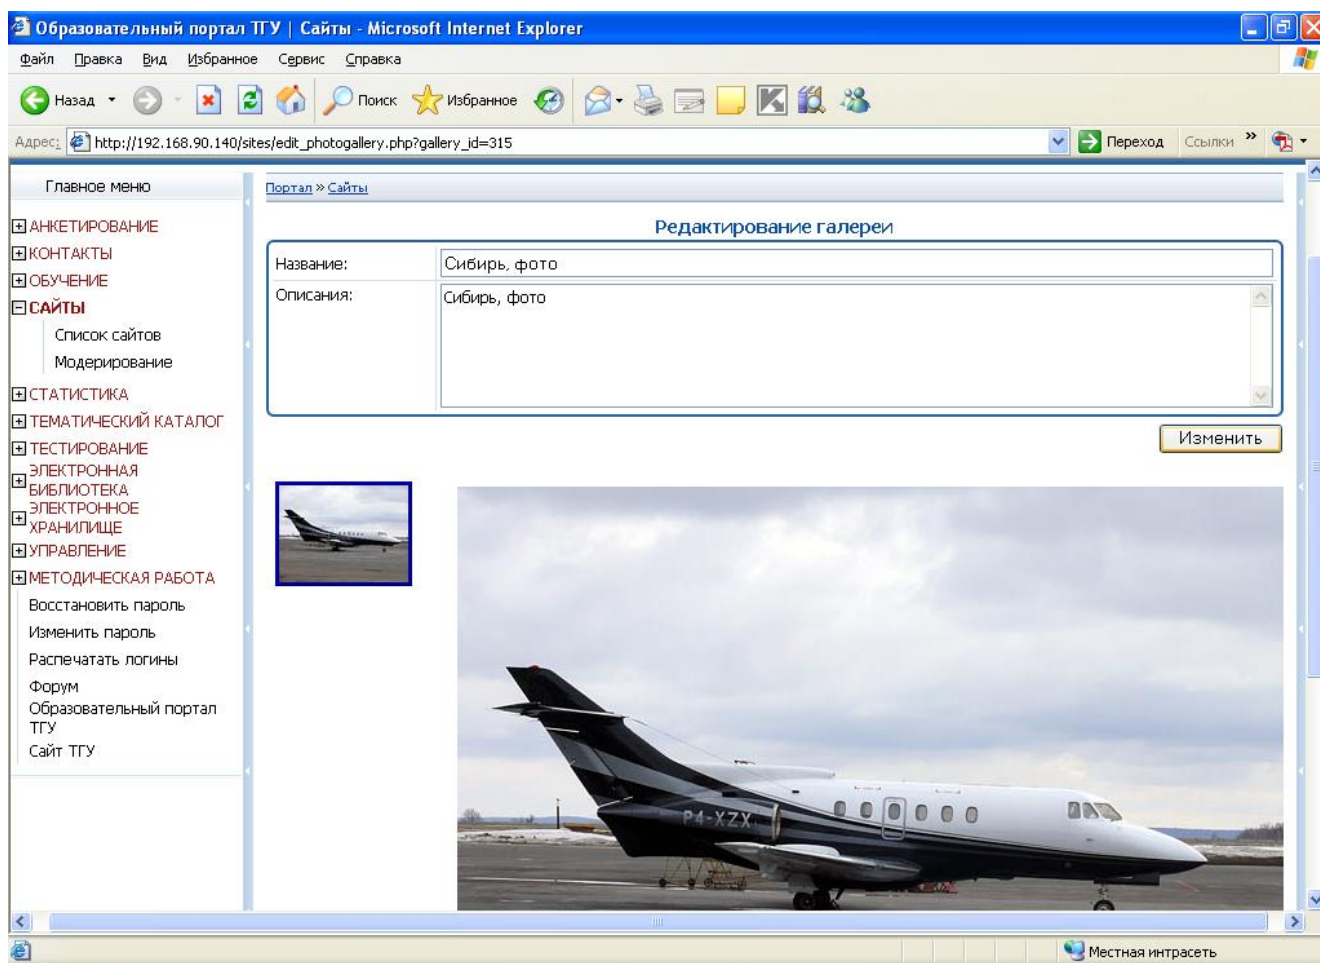 Образовательный портал ТГУ | Сайты - Microsoft Internet Explorer
Файл Правка Вид Избранное Сервис Справка
Назад Поиск Избранное
Адрес: http://192.168.90.140/sites/edit_photogallery.php?gallery_id=315 Переход Ссылки »
Главное меню
Портал » Сайты
АНКЕТИРОВАНИЕ
КОНТАКТЫ
ОБУЧЕНИЕ
САЙТЫ
Список сайтов
Модерирование
СТАТИСТИКА
ТЕМАТИЧЕСКИЙ КАТАЛОГ
ТЕСТИРОВАНИЕ
ЭЛЕКТРОННАЯ
БИБЛИОТЕКА
ЭЛЕКТРОННОЕ
ХРАНИЛИЩЕ
УПРАВЛЕНИЕ
МЕТОДИЧЕСКАЯ РАБОТА
Восстановить пароль
Изменить пароль
Распечатать логины
Форум
Образовательный портал
ТГУ
Сайт ТГУ
Редактирование галереи
Название: Сибирь, фото
Описания: Сибирь, фото
Изменить
P4-XZX
Местная интрасеть